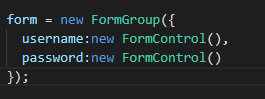 form = new FormGroup({
  username:new FormControl(),
  password:new FormControl()
});